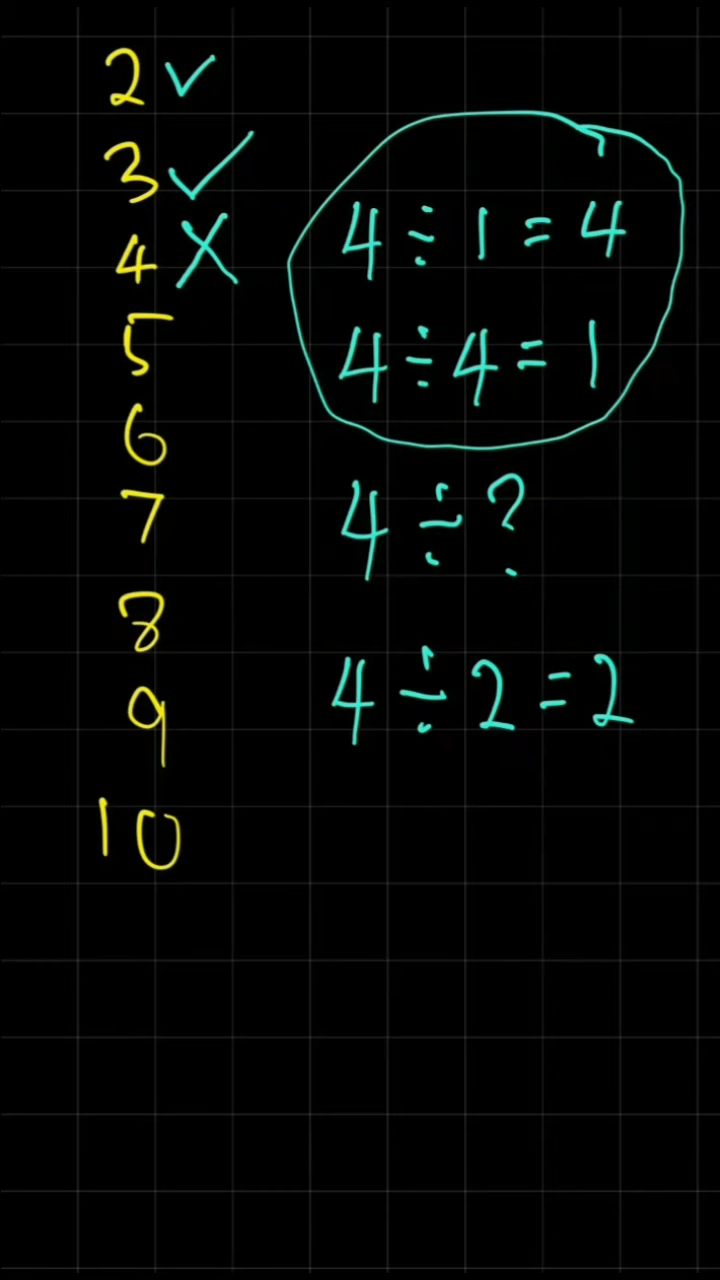 2 ✓
3 ✓
4 X
5
6
7
8
9
10
4 ÷ 1 = 4
4 ÷ 4 = 1
4 ÷ ?
4 ÷ 2 = 2